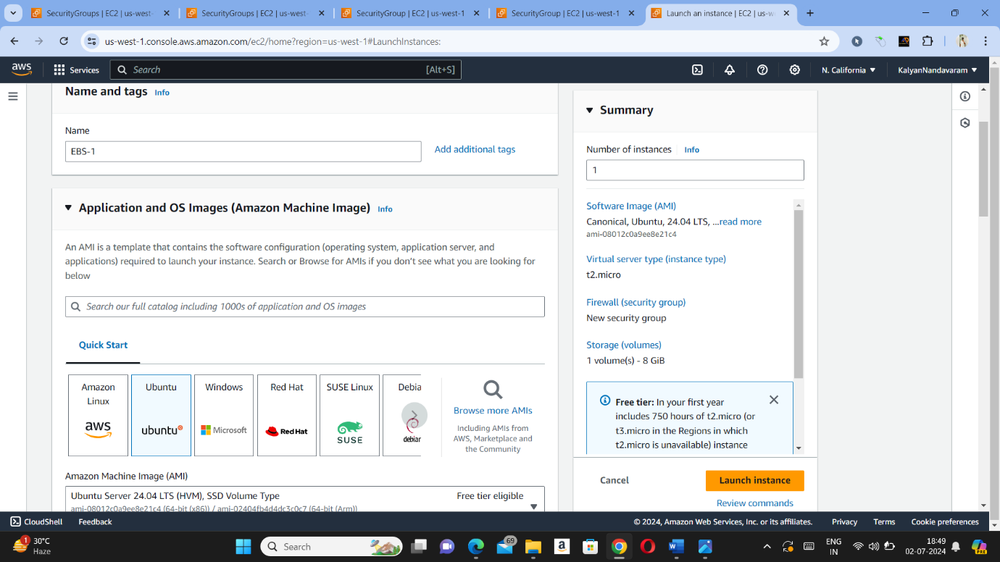 SecurityGroups | EC2 | us-west-
SecurityGroups | EC2 | us-west-
SecurityGroup | EC2 | us-west-1
SecurityGroup | EC2 | us-west-1
Launch an instance | EC2 | us-w
us-west-1.console.aws.amazon.com/ec2/home?region=us-west-1#LaunchInstances:
aws
Services
Search
[Alt+S]
N. California
KalyanNandavaram
Name and tags Info
Name
EBS-1
Add additional tags
Application and OS Images (Amazon Machine Image) Info
An AMI is a template that contains the software configuration (operating system, application server, and
applications) required to launch your instance. Search or Browse for AMIs if you don't see what you are looking for
below
Search our full catalog including 1000s of application and OS images
Quick Start
Amazon
Linux
aws
Ubuntu
ubuntu
Windows
Microsoft
Red Hat
Red Hat
SUSE Linux
SUSE
Debia
debian
Browse more AMIs
Including AMIs from
AWS, Marketplace and
the Community
Amazon Machine Image (AMI)
Ubuntu Server 24.04 LTS (HVM), SSD Volume Type
Free tier eligible
ami-08012c0a9ee8e21c4 (64-bit (x86)) / ami-02404fb4d4dc3c0c7 (64-bit (Arm))
Summary
Number of instances Info
1
Software Image (AMI)
Canonical, Ubuntu, 24.04 LTS, ...read more
ami-08012c0a9ee8e21c4
Virtual server type (instance type)
t2.micro
Firewall (security group)
New security group
Storage (volumes)
1 volume(s) - 8 GiB
Free tier: In your first year
includes 750 hours of t2.micro (or
t3.micro in the Regions in which
t2.micro is unavailable) instance
Cancel
Launch instance
Review commands
CloudShell
Feedback
© 2024, Amazon Web Services, Inc. or its affiliates.
Privacy
Terms
Cookie preferences
1
30°C
Haze
Search
69
a
W
ENG
IN
18:49
02-07-2024
PRE